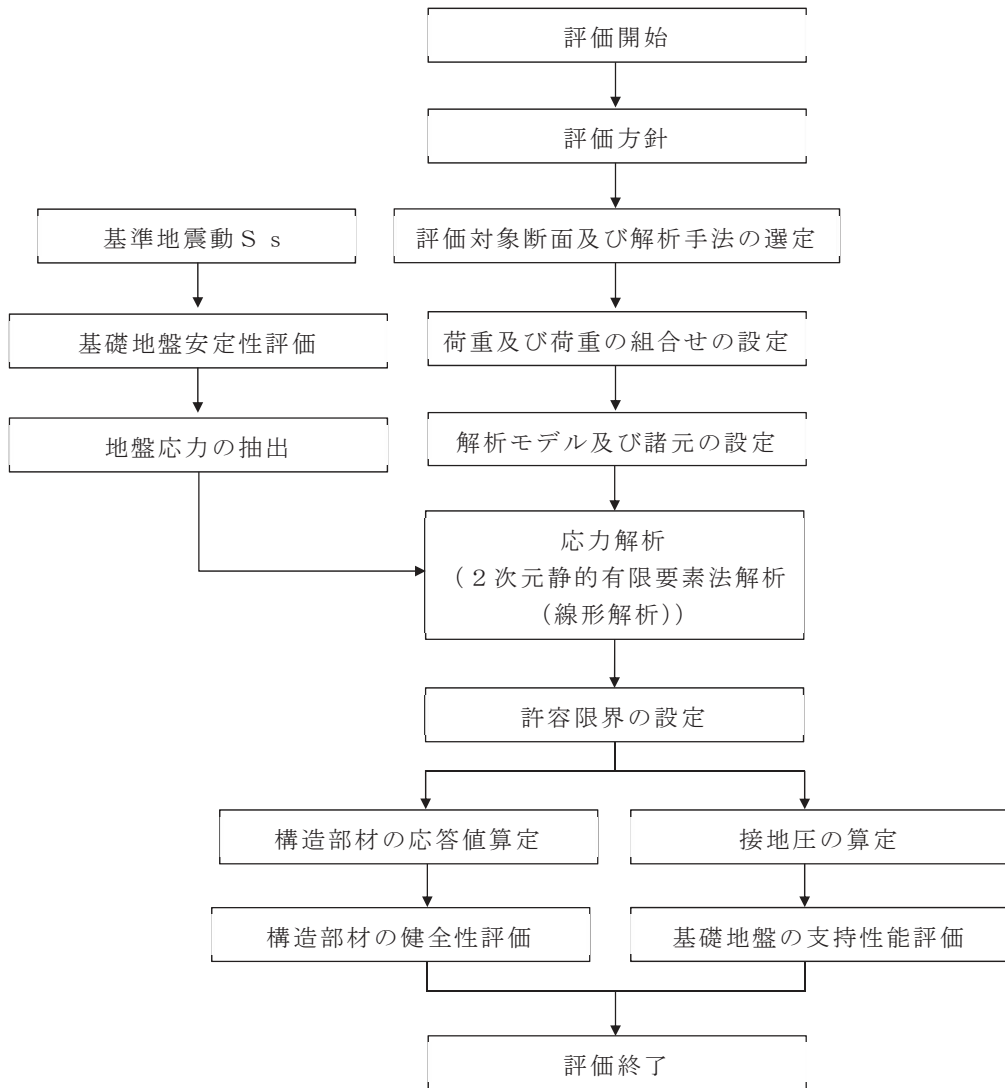 評価開始
評価方針
基準地震動Ｓｓ
評価対象断面及び解析手法の選定
基礎地盤安定性評価
荷重及び荷重の組合せの設定
地盤応力の抽出
解析モデル及び諸元の設定
応力解析
（２次元静的有限要素法解析
（線形解析））
許容限界の設定
構造部材の応答値算定
接地圧の算定
構造部材の健全性評価
基礎地盤の支持性能評価
評価終了